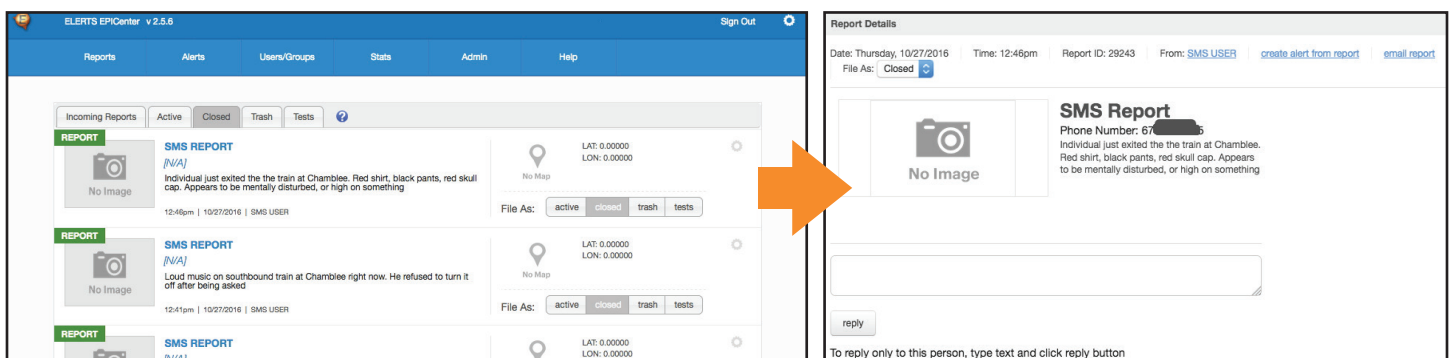 ELERTS EPICenter v 2.5.6
Sign Out
Reports Alerts Users/Groups Stats Admin Help
Incoming Reports Active Closed Trash Tests ?
REPORT
No Image
SMS REPORT
[N/A]
Individual just exited the the train at Chamblee. Red shirt, black pants, red skull
cap. Appears to be mentally disturbed, or high on something
12:46pm | 10/27/2016 | SMS USER
No Map
LAT: 0.00000
LON: 0.00000
File As: active closed trash tests
REPORT
No Image
SMS REPORT
[N/A]
Loud music on southbound train at Chamblee right now. He refused to turn it
off after being asked
12:41pm | 10/27/2016 | SMS USER
No Map
LAT: 0.00000
LON: 0.00000
File As: active closed trash tests
REPORT
SMS REPORT
[N/A]
LAT: 0.00000
LON: 0.00000
Report Details
Date: Thursday, 10/27/2016 Time: 12:46pm Report ID: 29243 From: SMS USER create alert from report email report
File As: Closed
No Image
SMS Report
Phone Number: 67 5
Individual just exited the the train at Chamblee.
Red shirt, black pants, red skull cap. Appears
to be mentally disturbed, or high on something
reply
To reply only to this person, type text and click reply button